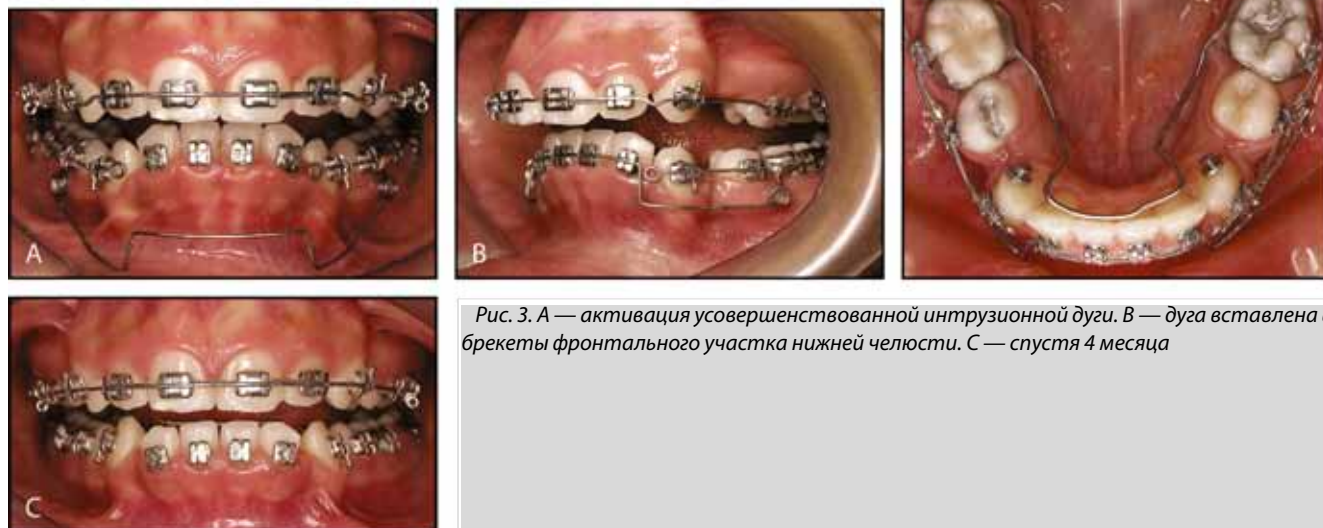 A
B
Рис. 3. А — активация усовершенствованной интрузионной дуги. В — дуга вставлена
брекеты фронтального участка нижней челюсти. С — спустя 4 месяца
C